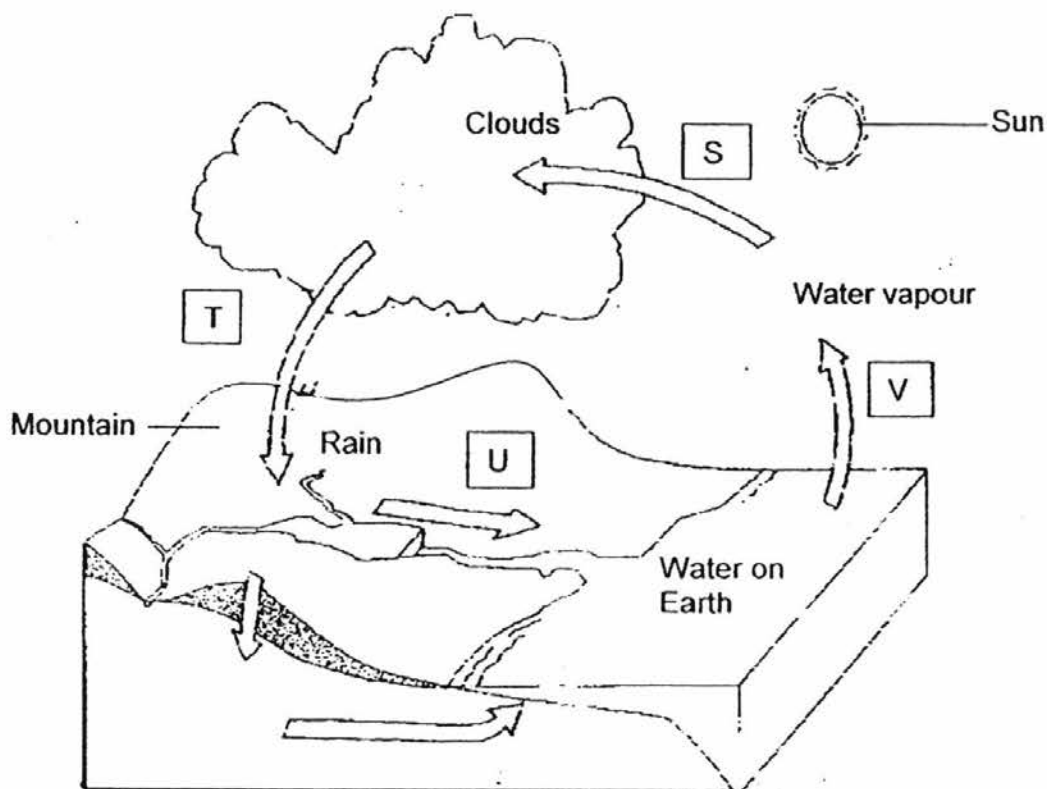 Clouds
S
Sun
T
Water vapour
V
Mountain
Rain
U
Water on
Earth